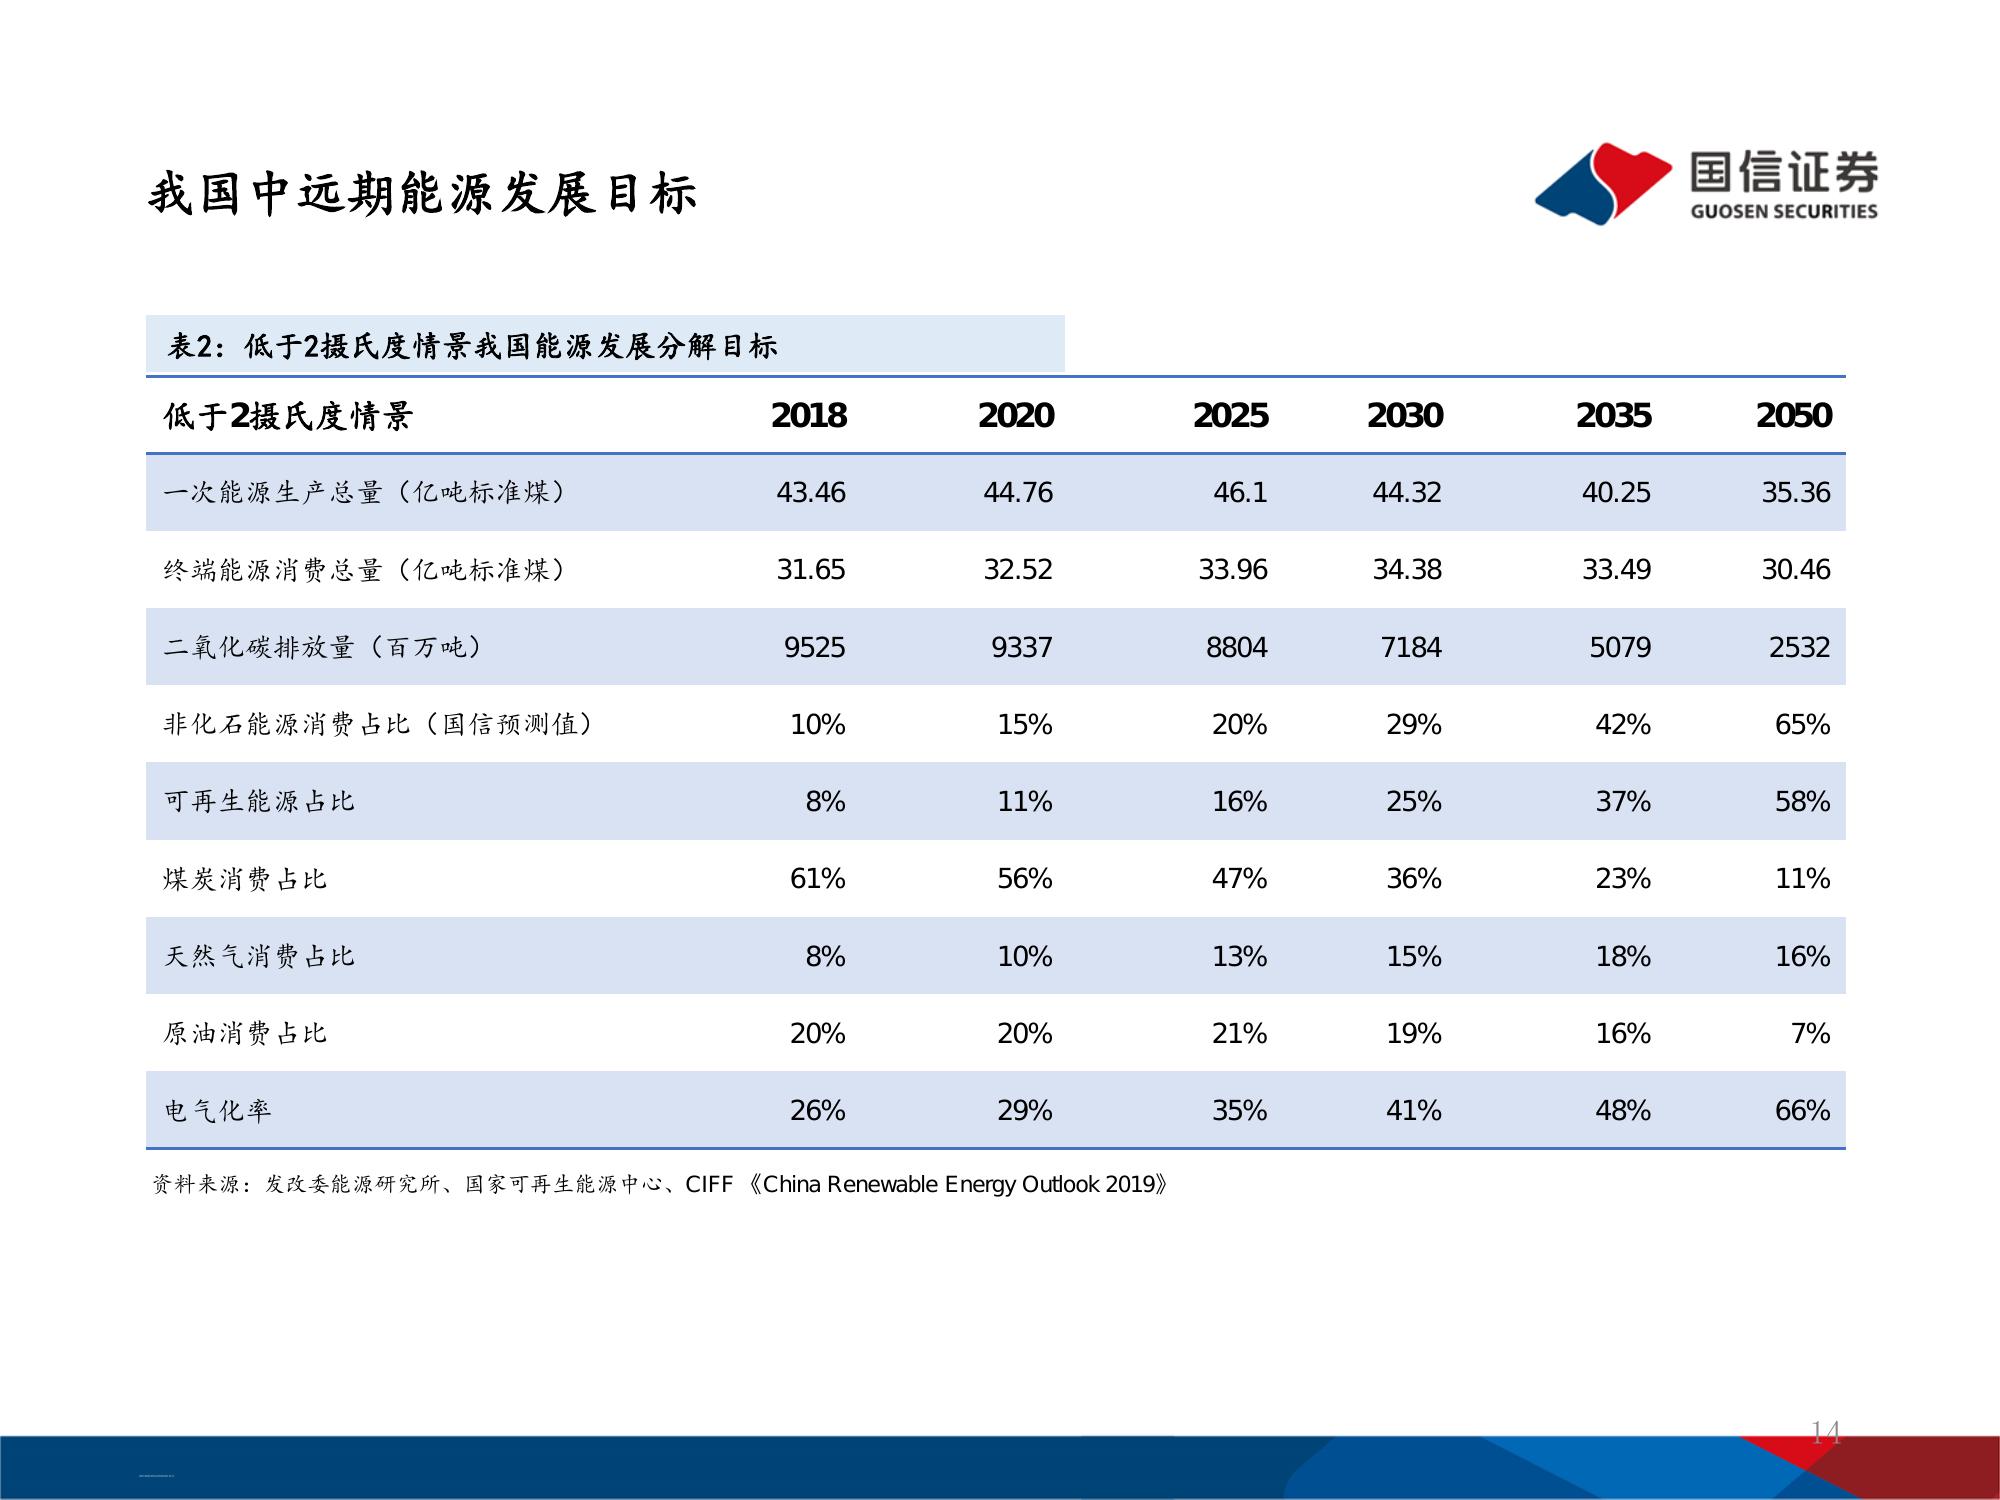 我国中远期能源发展目标
国信证券
GUOSEN SECURITIES
表2：低于2摄氏度情景我国能源发展分解目标
低于2摄氏度情景 2018 2020 2025 2030 2035 2050
一次能源生产总量（亿吨标准煤） 43.46 44.76 46.1 44.32 40.25 35.36
终端能源消费总量（亿吨标准煤） 31.65 32.52 33.96 34.38 33.49 30.46
二氧化碳排放量（百万吨） 9525 9337 8804 7184 5079 2532
非化石能源消费占比（国信预测值） 10% 15% 20% 29% 42% 65%
可再生能源占比 8% 11% 16% 25% 37% 58%
煤炭消费占比 61% 56% 47% 36% 23% 11%
天然气消费占比 8% 10% 13% 15% 18% 16%
原油消费占比 20% 20% 21% 19% 16% 7%
电气化率 26% 29% 35% 41% 48% 66%
资料来源：发改委能源研究所、国家可再生能源中心、CIFF《China Renewable Energy Outlook 2019》
14